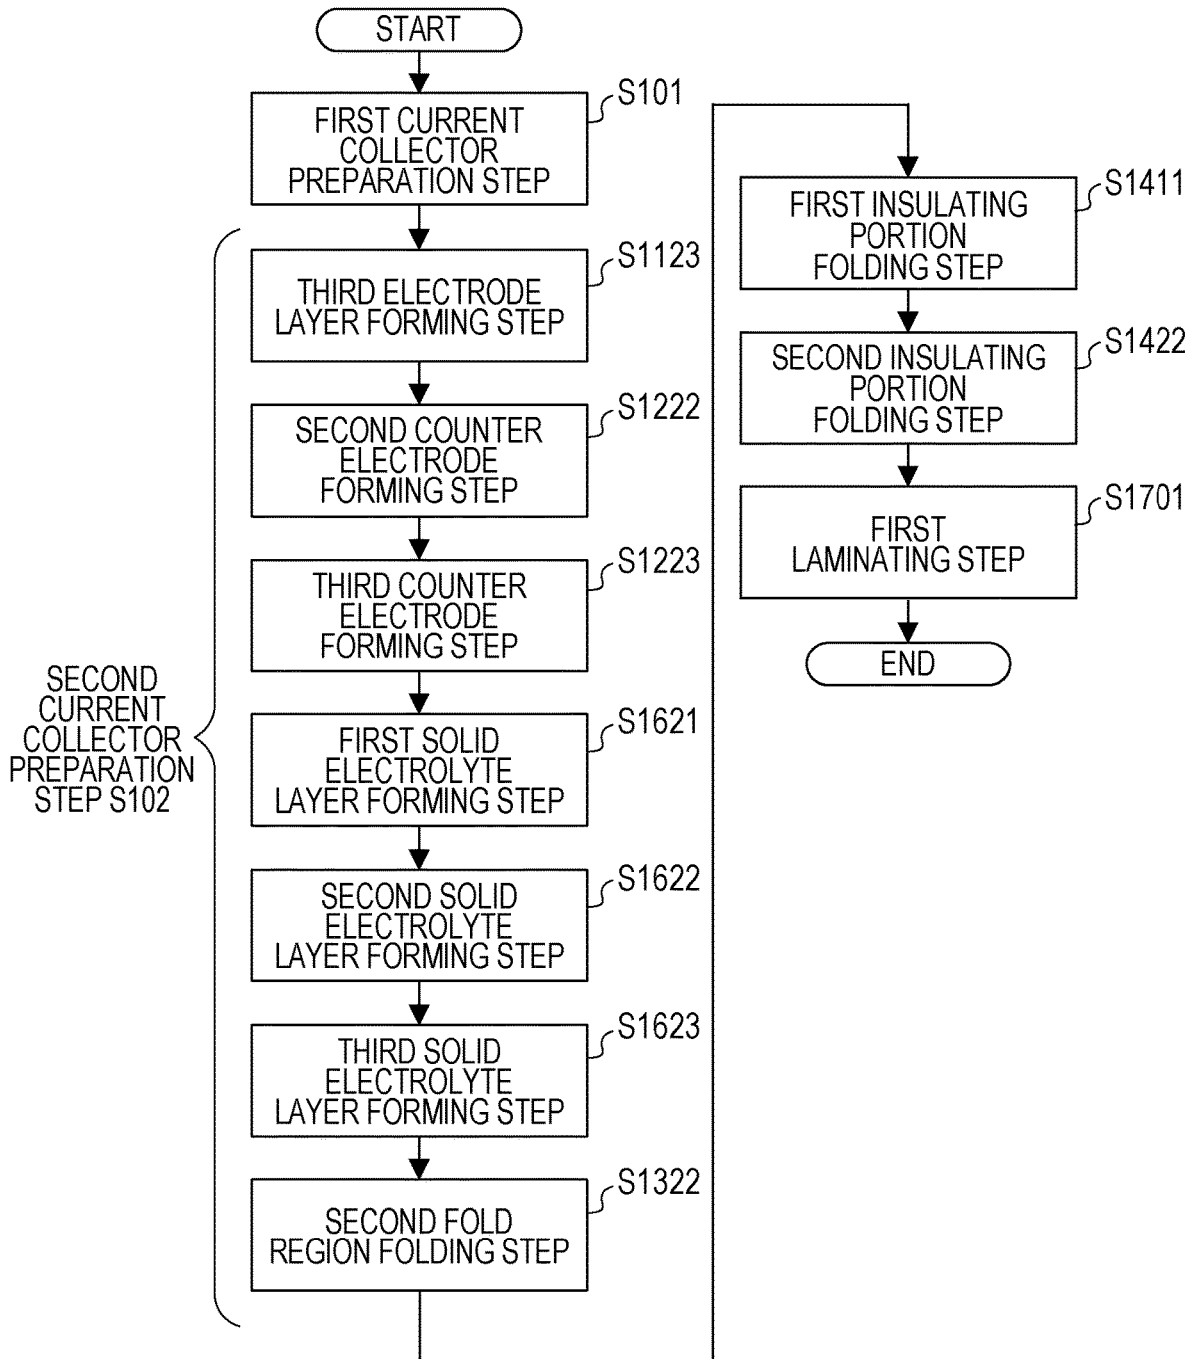 START
S101
FIRST CURRENT
COLLECTOR
PREPARATION STEP
S1123
THIRD ELECTRODE
LAYER FORMING STEP
S1222
SECOND COUNTER
ELECTRODE
FORMING STEP
S1223
THIRD COUNTER
ELECTRODE
FORMING STEP
SECOND
CURRENT
COLLECTOR
PREPARATION
STEP S102
S1621
FIRST SOLID
ELECTROLYTE
LAYER FORMING STEP
S1622
SECOND SOLID
ELECTROLYTE
LAYER FORMING STEP
S1623
THIRD SOLID
ELECTROLYTE
LAYER FORMING STEP
S1322
SECOND FOLD
REGION FOLDING STEP
S1411
FIRST INSULATING
PORTION
FOLDING STEP
S1422
SECOND INSULATING
PORTION
FOLDING STEP
S1701
FIRST
LAMINATING STEP
END